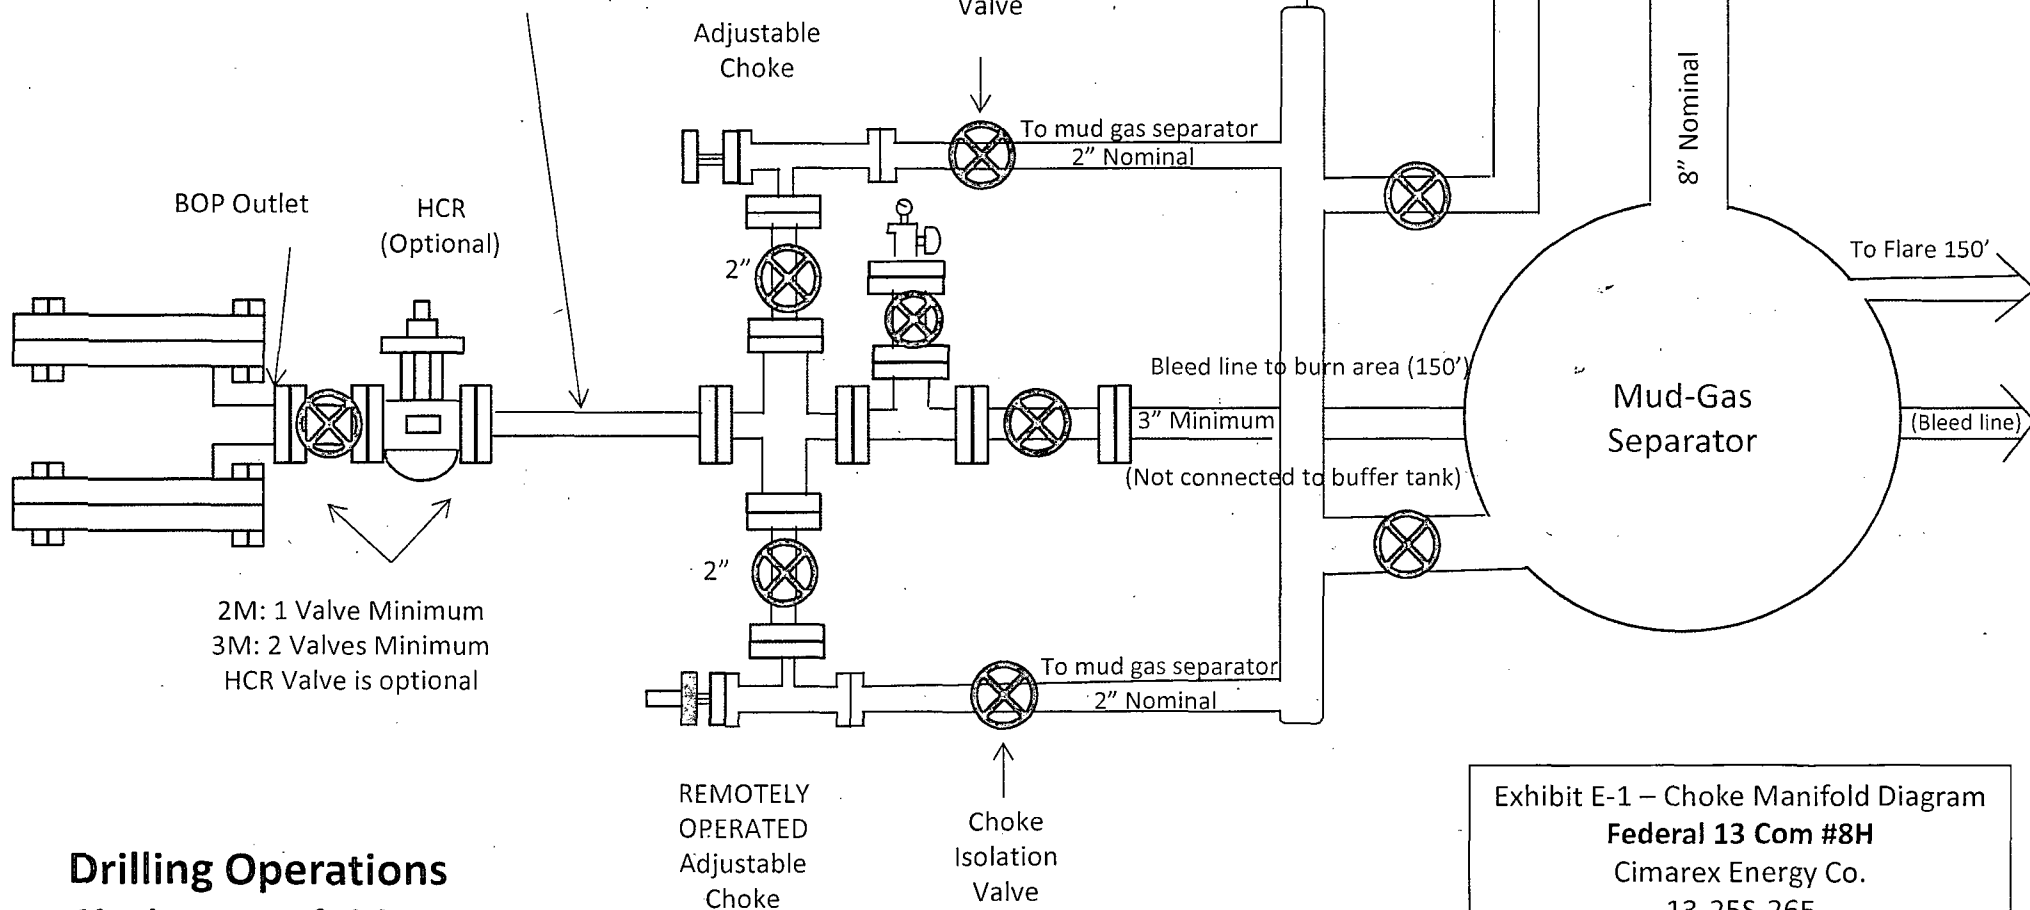 Valve
Adjustable
Choke
To mud gas separator
2” Nominal
8” Nominal
BOP Outlet
HCR
(Optional)
2”
To Flare 150’
Bleed line to burn area (150’)
3” Minimum
(Not connected to buffer tank)
Mud-Gas
Separator
(Bleed line)
2”
2M: 1 Valve Minimum
3M: 2 Valves Minimum
HCR Valve is optional
To mud gas separator
2” Nominal
REMOTELY
OPERATED
Adjustable
Choke
Choke
Isolation
Valve
Drilling Operations
Exhibit E-1 – Choke Manifold Diagram
Federal 13 Com #8H
Cimarex Energy Co.
13-25S-26E